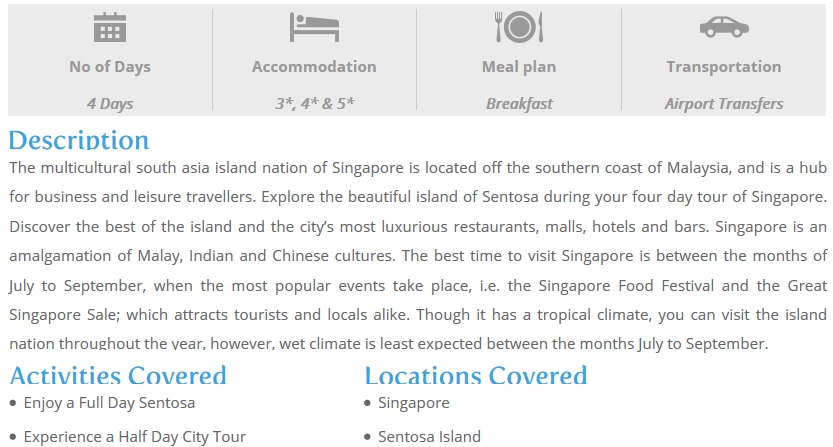 No of Days Accommodation Meal plan Transportation
4 Days 3*, 4* & 5* Breakfast Airport Transfers
Description
The multicultural south asia island nation of Singapore is located off the southern coast of Malaysia, and is a hub
for business and leisure travellers. Explore the beautiful island of Sentosa during your four day tour of Singapore.
Discover the best of the island and the city's most luxurious restaurants, malls, hotels and bars. Singapore is an
amalgamation of Malay, Indian and Chinese cultures. The best time to visit Singapore is between the months of
July to September, when the most popular events take place, i.e. the Singapore Food Festival and the Great
Singapore Sale; which attracts tourists and locals alike. Though it has a tropical climate, you can visit the island
nation throughout the year, however, wet climate is least expected between the months July to September.
Activities Covered Locations Covered
• Enjoy a Full Day Sentosa • Singapore
• Experience a Half Day City Tour • Sentosa Island